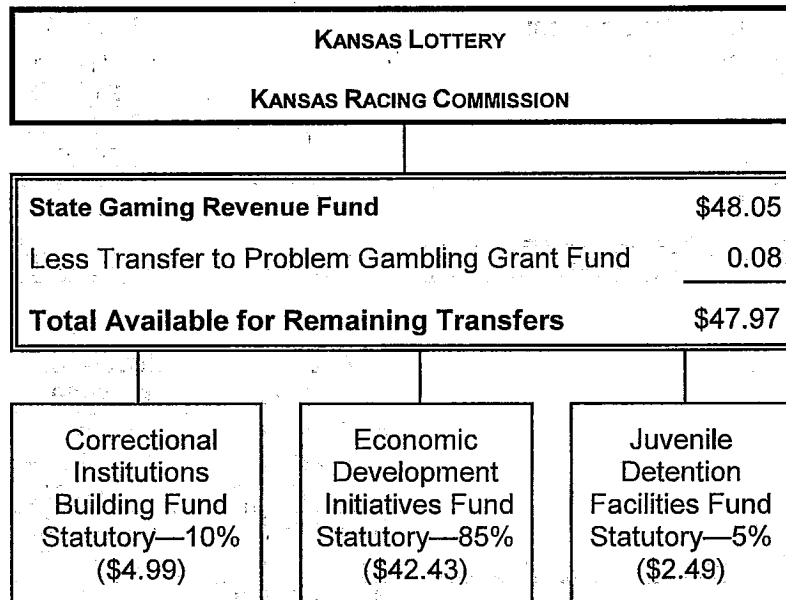 KANSAS LOTTERY
KANSAS RACING COMMISSION
State Gaming Revenue Fund $48.05
Less Transfer to Problem Gambling Grant Fund 0.08
Total Available for Remaining Transfers $47.97
Correctional
Institutions
Building Fund
Statutory—10%
($4.99)
Economic
Development
Initiatives Fund
Statutory—85%
($42.43)
Juvenile
Detention
Facilities Fund
Statutory—5%
($2.49)